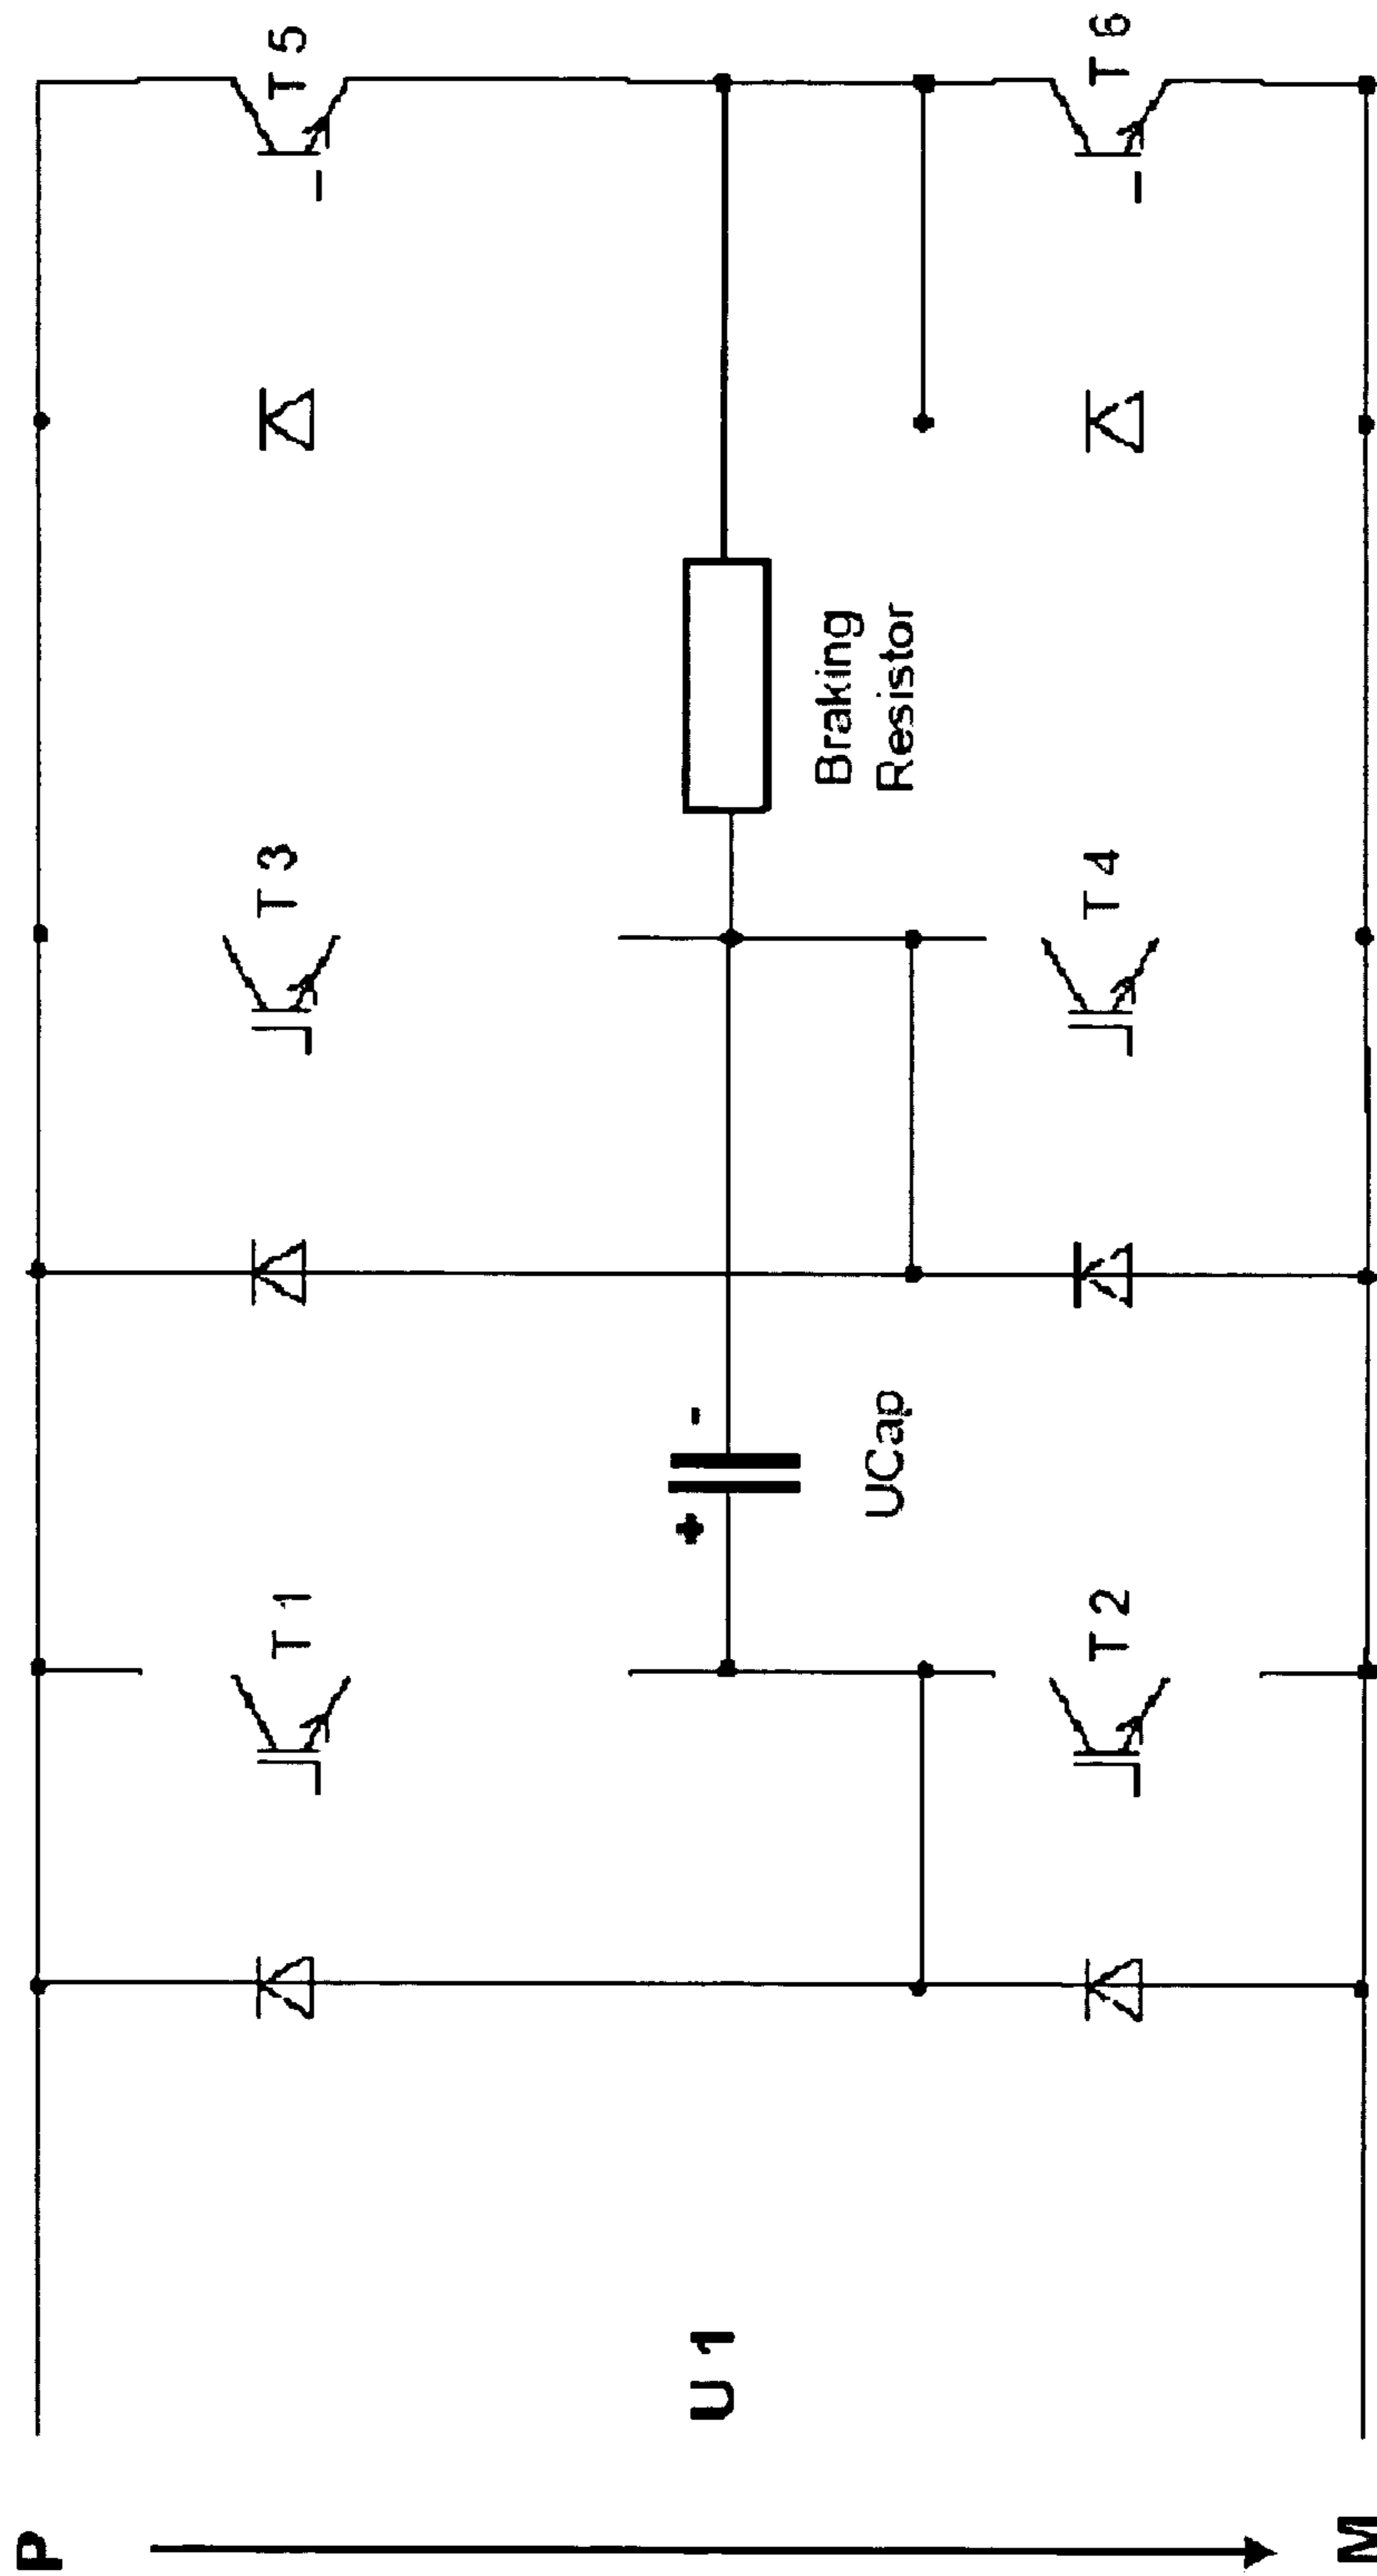 P
U 1
M
T 1
T 2
+
-
UCap
T 3
T 4
Braking
Resistor
T 5
T 6